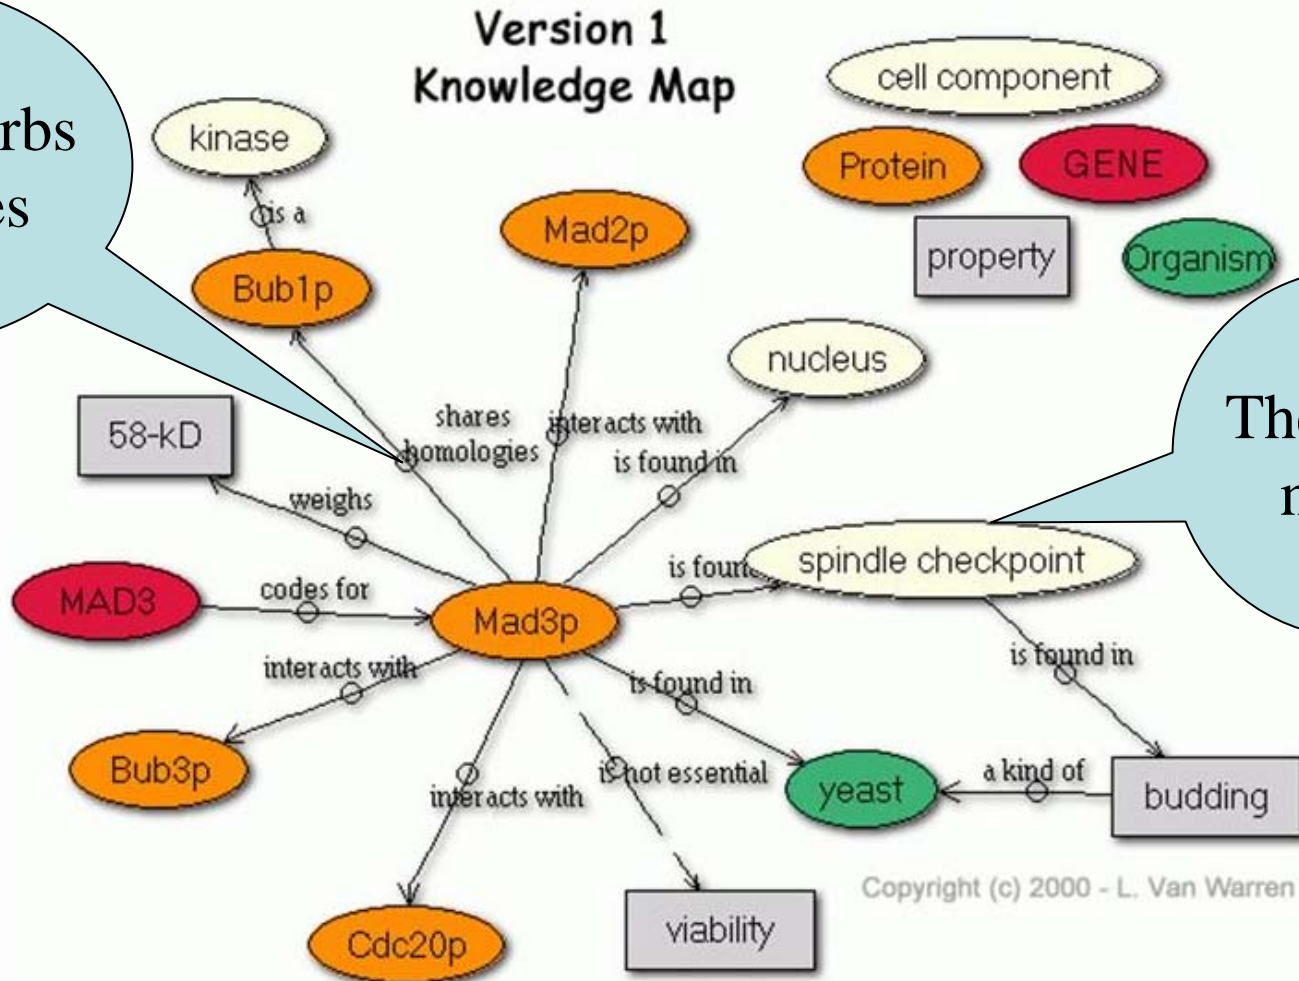 Version 1
Knowledge Map
cell component
kinase
Protein
GENE
is a
Mad2p
property
Organism
Bub1p
nucleus
shares
homologies
interacts with
is found in
58-kD
weighs
spindle checkpoint
is found
MAD3
codes for
Mad3p
interacts with
is found in
is found in
Bub3p
interacts with
is not essential
yeast
a kind of
budding
Copyright (c) 2000 - L. Van Warren
Cdc20p
viability